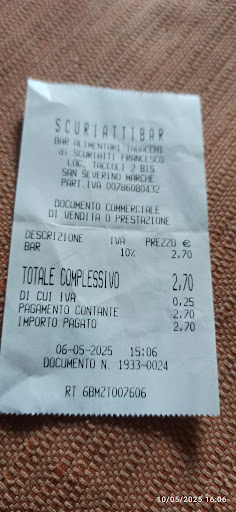 SCURIATTIBAR
BAR ALIMENTARI TABACCHI
di SCURIATTI FRANCESCO
LOC. TACCOLI 2 BIS
SAN SEVERINO MARCHE
PART.IVA 00786080432
DOCUMENTO COMMERCIALE
DI VENDITA O PRESTAZIONE
DESCRIZIONE IVA PREZZO €
BAR 10% 2,70
TOTALE COMPLESSIVO 2,70
DI CUI IVA 0,25
PAGAMENTO CONTANTE 2,70
IMPORTO PAGATO 2,70
06-05-2025 15:06
DOCUMENTO N. 1933-0024
RT 6BMZT007606
10/05/2025 16:06